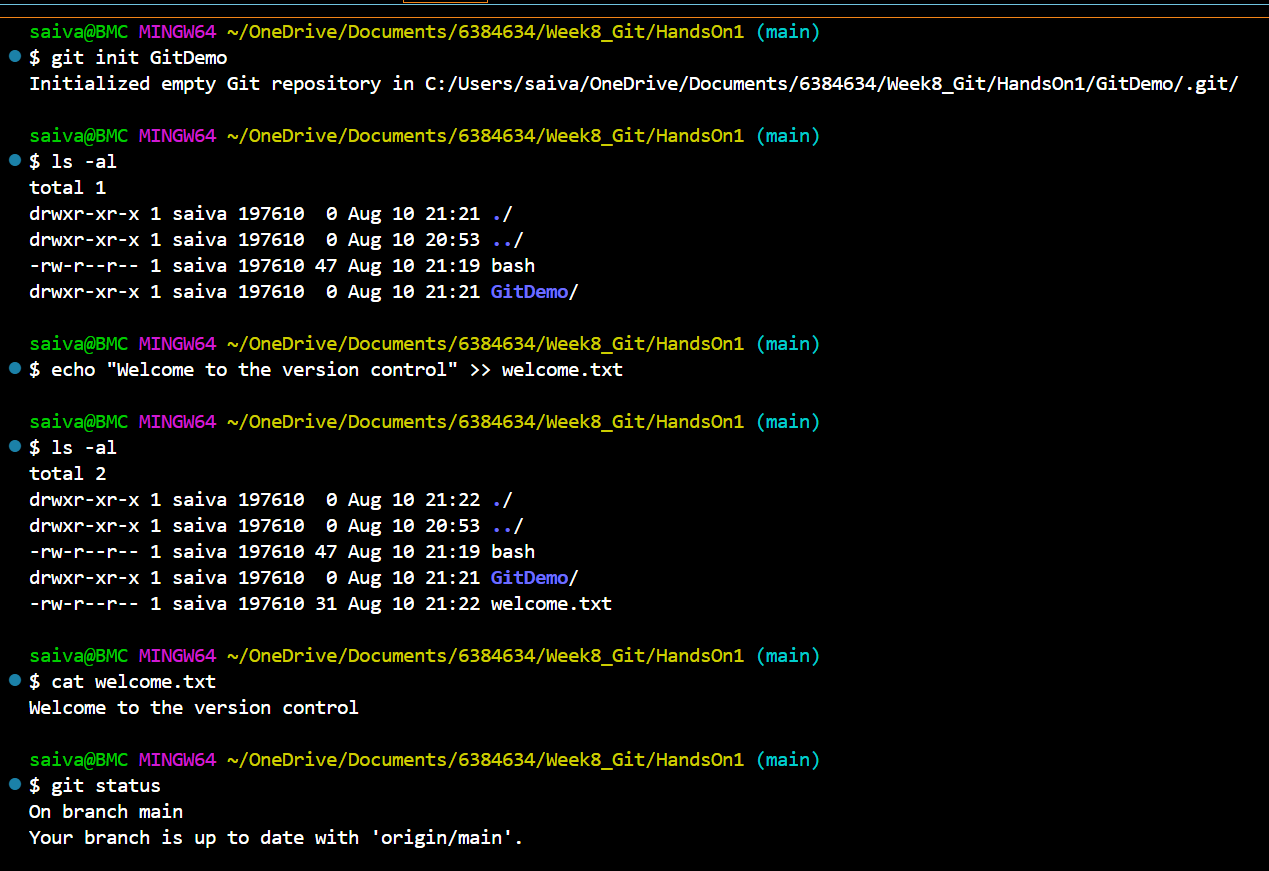 saiva@BMC MINGW64 ~/OneDrive/Documents/6384634/Week8_Git/HandsOn1 (main)
$ git init GitDemo
Initialized empty Git repository in C:/Users/saiva/OneDrive/Documents/6384634/Week8_Git/HandsOn1/GitDemo/.git/
saiva@BMC MINGW64 ~/OneDrive/Documents/6384634/Week8_Git/HandsOn1 (main)
$ ls -al
total 1
drwxr-xr-x 1 saiva 197610  0 Aug 10 21:21 ./
drwxr-xr-x 1 saiva 197610  0 Aug 10 20:53 ../
-rw-r--r-- 1 saiva 197610 47 Aug 10 21:19 bash
drwxr-xr-x 1 saiva 197610  0 Aug 10 21:21 GitDemo/
saiva@BMC MINGW64 ~/OneDrive/Documents/6384634/Week8_Git/HandsOn1 (main)
$ echo "Welcome to the version control" >> welcome.txt
saiva@BMC MINGW64 ~/OneDrive/Documents/6384634/Week8_Git/HandsOn1 (main)
$ ls -al
total 2
drwxr-xr-x 1 saiva 197610  0 Aug 10 21:22 ./
drwxr-xr-x 1 saiva 197610  0 Aug 10 20:53 ../
-rw-r--r-- 1 saiva 197610 47 Aug 10 21:19 bash
drwxr-xr-x 1 saiva 197610  0 Aug 10 21:21 GitDemo/
-rw-r--r-- 1 saiva 197610 31 Aug 10 21:22 welcome.txt
saiva@BMC MINGW64 ~/OneDrive/Documents/6384634/Week8_Git/HandsOn1 (main)
$ cat welcome.txt
Welcome to the version control
saiva@BMC MINGW64 ~/OneDrive/Documents/6384634/Week8_Git/HandsOn1 (main)
$ git status
On branch main
Your branch is up to date with 'origin/main'.